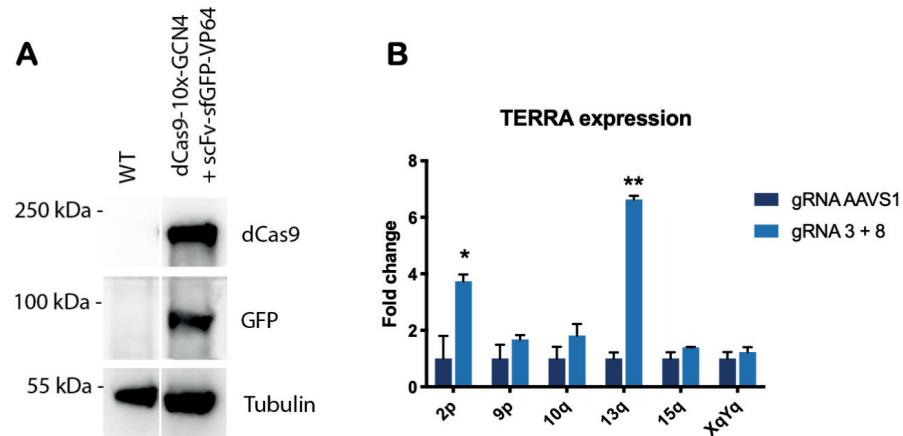 A
WT
dCas9-10x-GCN4
+ scFv-sfGFP-VP64
250 kDa -
dCas9
100 kDa -
GFP
55 kDa -
Tubulin
B
TERRA expression
Fold change
8
6
4
2
0
*
**
2p
9p
10q
13q
15q
XqYq
gRNA AAVS1
gRNA 3 + 8